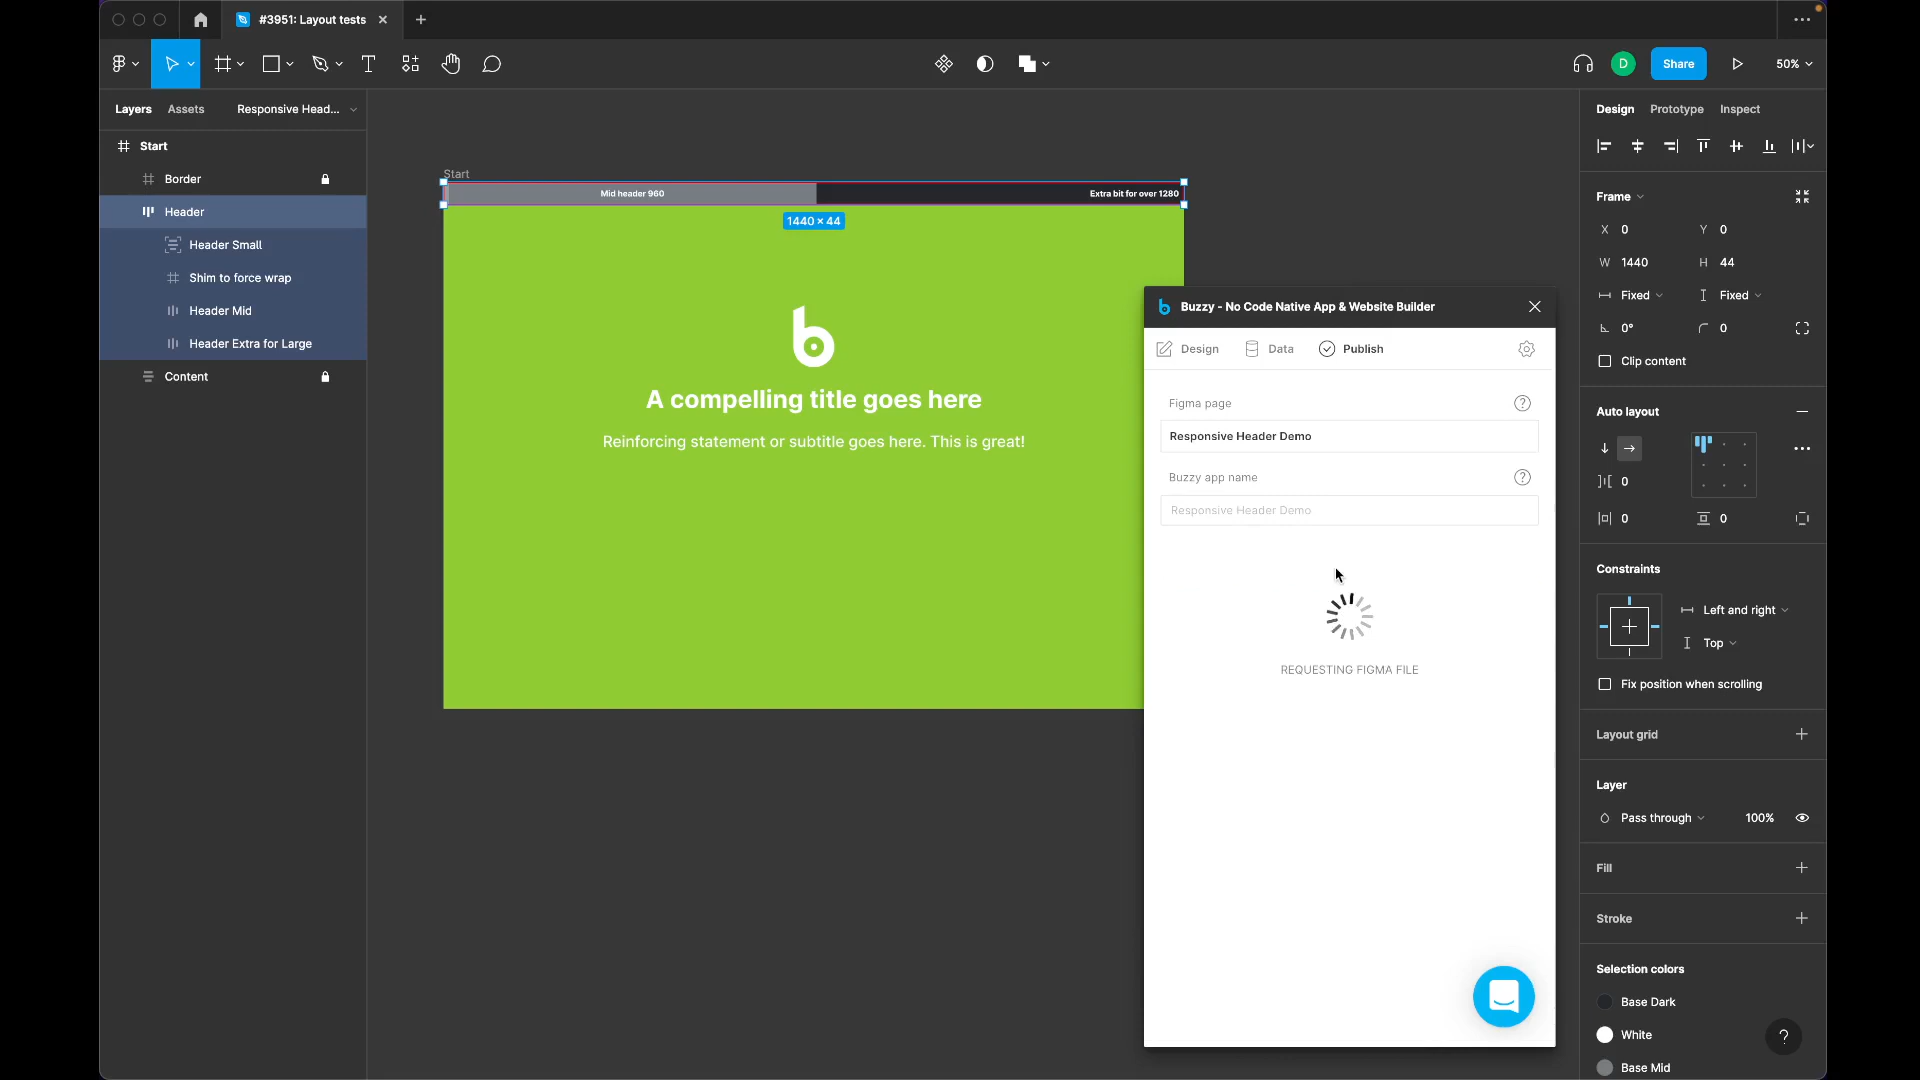 #3951: Layout tests
D
Share
50%
Layers
Assets
Responsive Head...
Start
Border
Header
Header Small
Shim to force wrap
Header Mid
Header Extra for Large
Content
Start
Mid header 960
Extra bit for over 1280
1440 × 44
A compelling title goes here
Reinforcing statement or subtitle goes here. This is great!
Buzzy - No Code Native App & Website Builder
Design
Data
Publish
Figma page
Responsive Header Demo
Buzzy app name
Responsive Header Demo
REQUESTING FIGMA FILE
Design
Prototype
Inspect
Frame
X 0
Y 0
W 1440
H 44
Fixed
Fixed
0°
0
Clip content
Auto layout
0
0
0
Constraints
Left and right
Top
Fix position when scrolling
Layout grid
Layer
Pass through
100%
Fill
Stroke
Selection colors
Base Dark
White
Base Mid
?